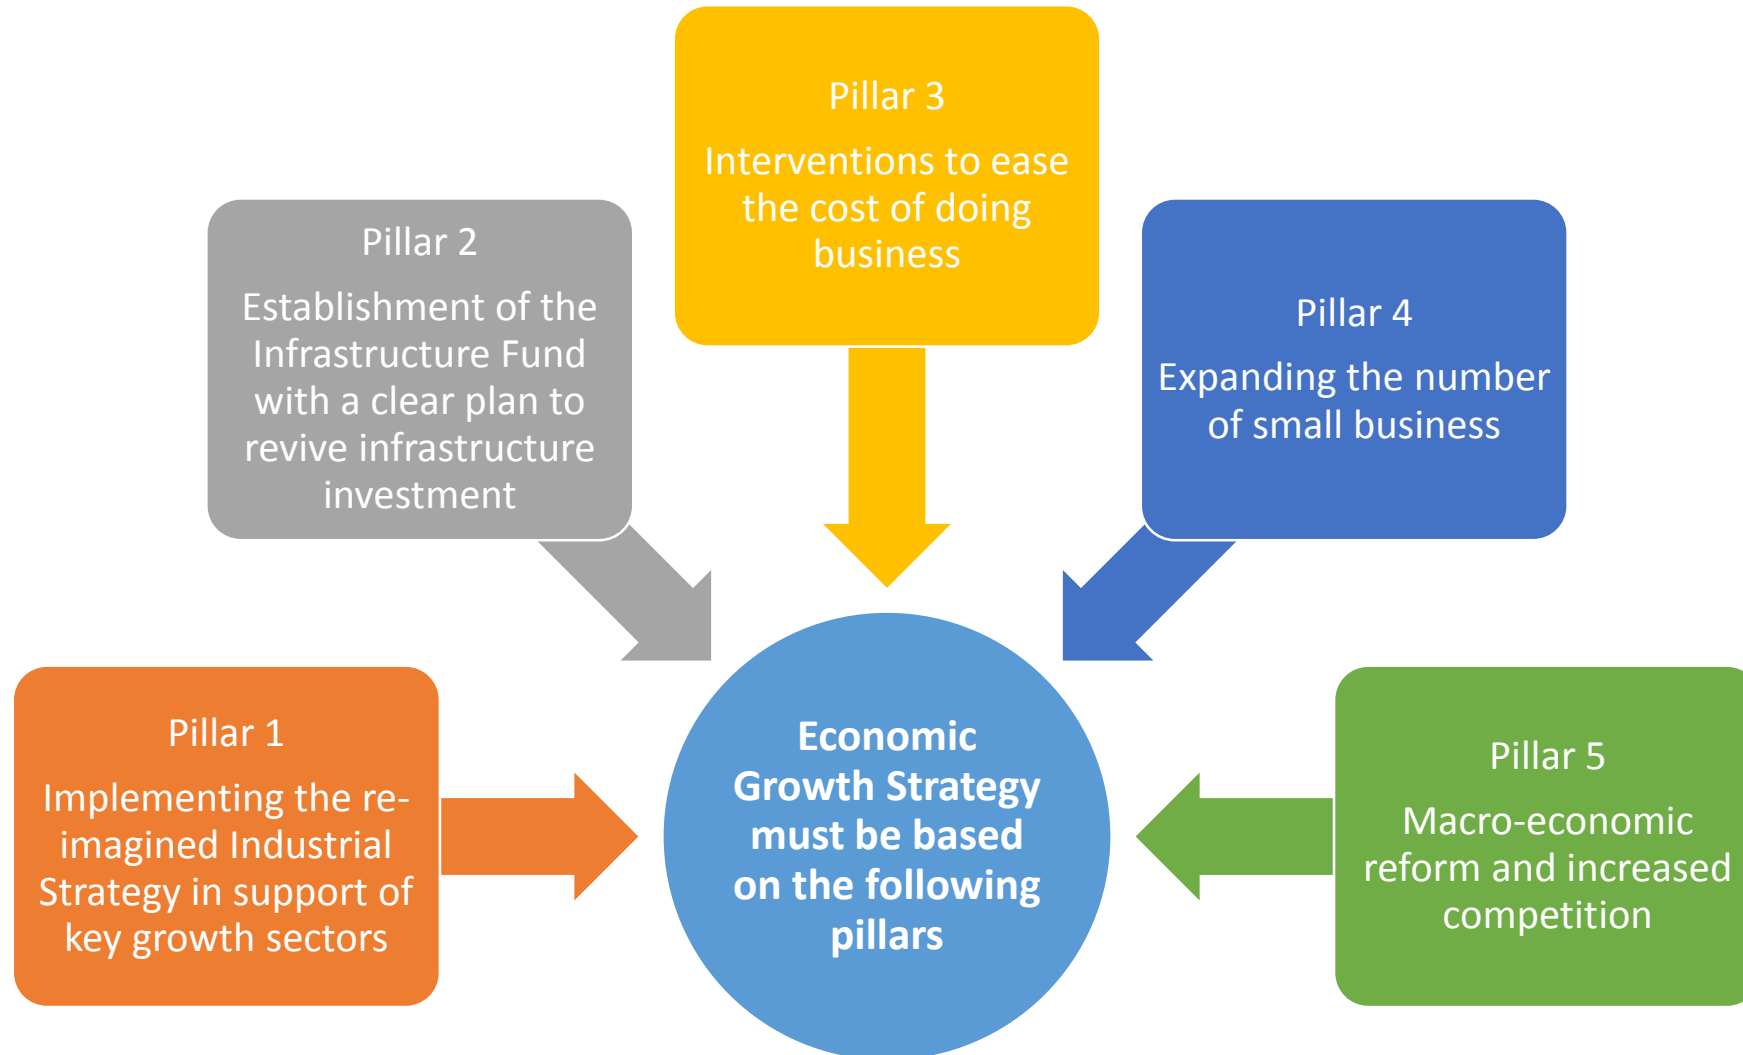 Pillar 3
Interventions to ease
the cost of doing
business
Pillar 2
Establishment of the
Infrastructure Fund
with a clear plan to
revive infrastructure
investment
Pillar 4
Expanding the number
of small business
Pillar 1
Implementing the re-
imagined Industrial
Strategy in support of
key growth sectors
Economic
Growth Strategy
must be based
on the following
pillars
Pillar 5
Macro-economic
reform and increased
competition